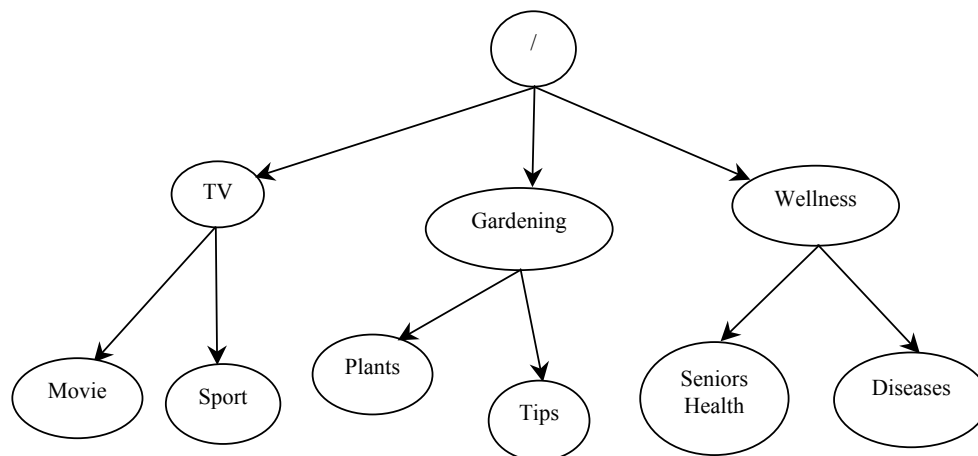 /
TV
Gardening
Wellness
Movie
Sport
Plants
Tips
Seniors
Health
Diseases